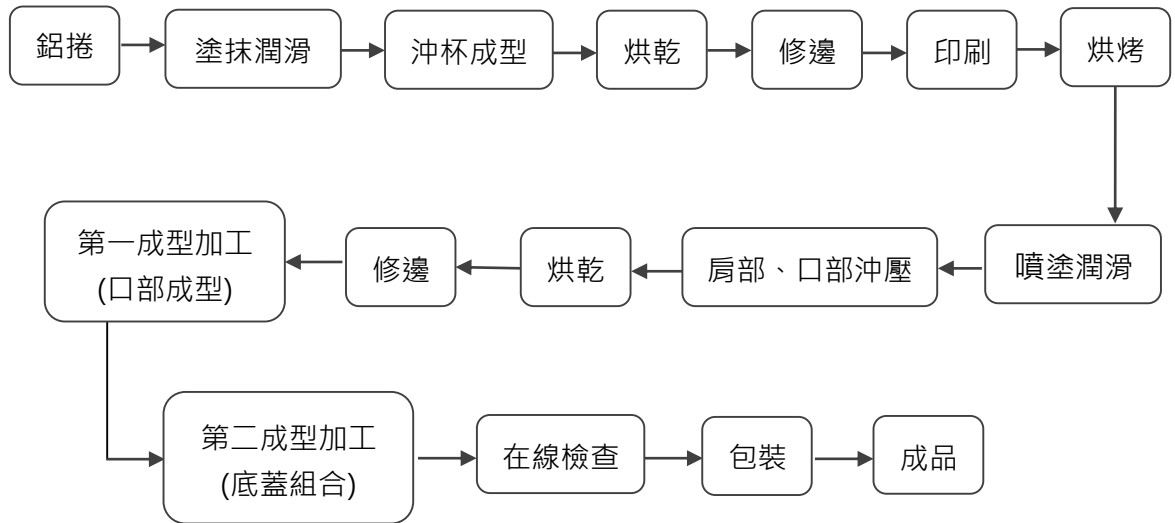 鋁捲
塗抹潤滑
沖杯成型
烘乾
修邊
印刷
烘烤
噴塗潤滑
肩部、口部沖壓
烘乾
修邊
第一成型加工
(口部成型)
第二成型加工
(底蓋組合)
在線檢查
包裝
成品